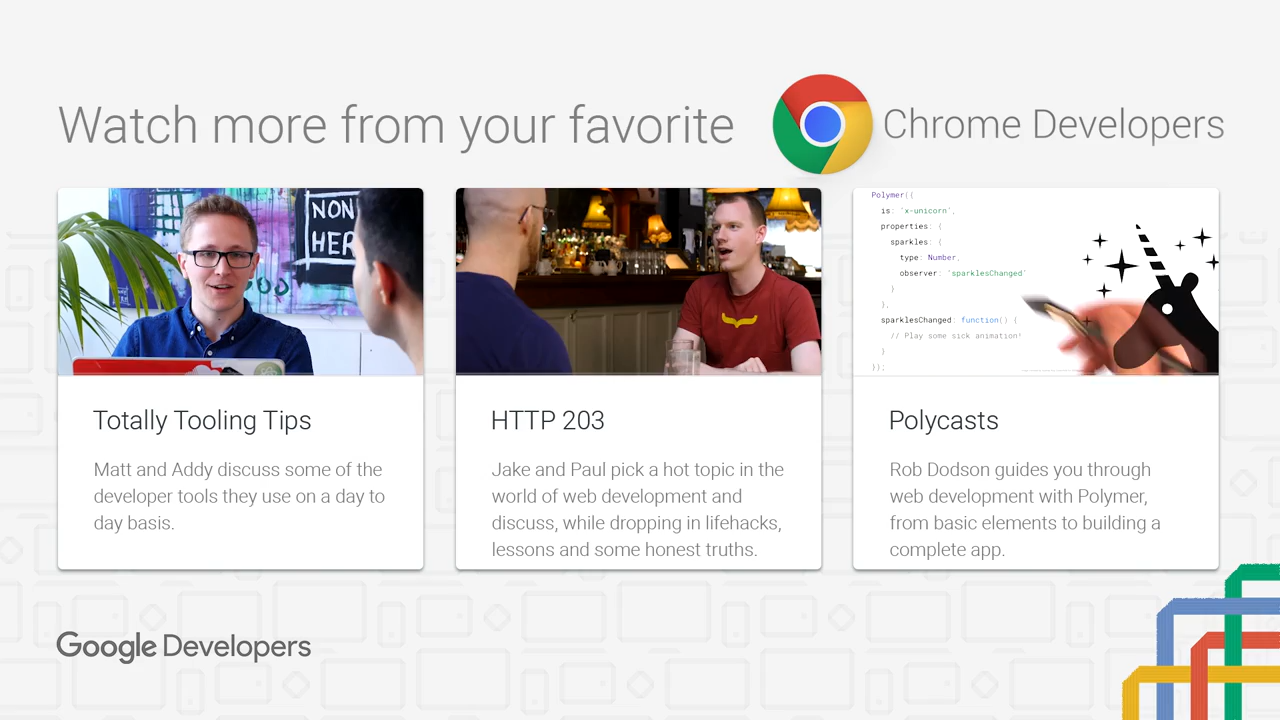 Watch more from your favorite
Chrome Developers
NON
HER
Polymer({
is: 'x-unicorn',
properties: {
sparkles: {
type: Number,
observer: 'sparklesChanged'
}
},
sparklesChanged: function() {
// Play some sick animation!
}
});
Totally Tooling Tips
Matt and Addy discuss some of the
developer tools they use on a day to
day basis.
HTTP 203
Jake and Paul pick a hot topic in the
world of web development and
discuss, while dropping in lifehacks,
lessons and some honest truths.
Polycasts
Rob Dodson guides you through
web development with Polymer,
from basic elements to building a
complete app.
Google Developers